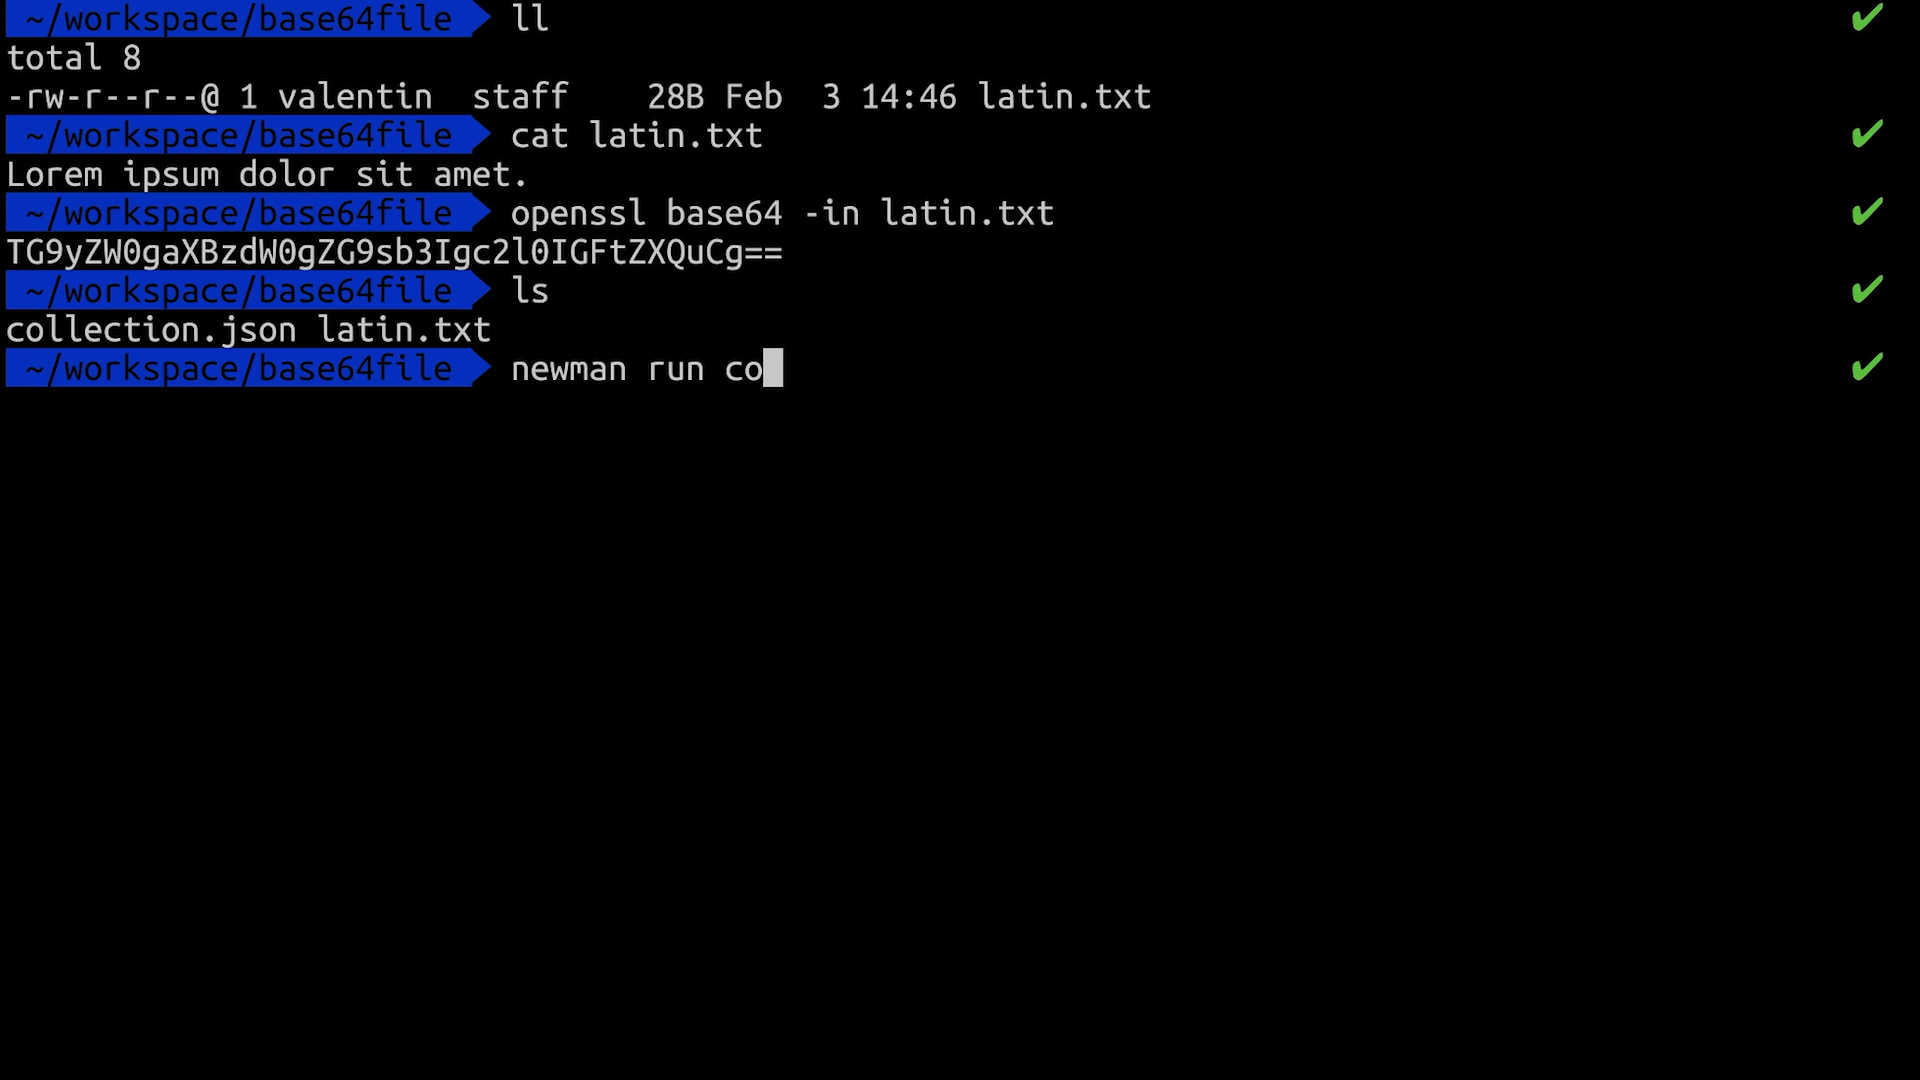 ~/workspace/base64file ll ✔
total 8
-rw-r--r--@ 1 valentin  staff    28B Feb  3 14:46 latin.txt
~/workspace/base64file cat latin.txt ✔
Lorem ipsum dolor sit amet.
~/workspace/base64file openssl base64 -in latin.txt ✔
TG9yZW0gaXBzdW0gZG9sb3Igc2l0IGFtZXQuCg==
~/workspace/base64file ls ✔
collection.json latin.txt
~/workspace/base64file newman run co ✔